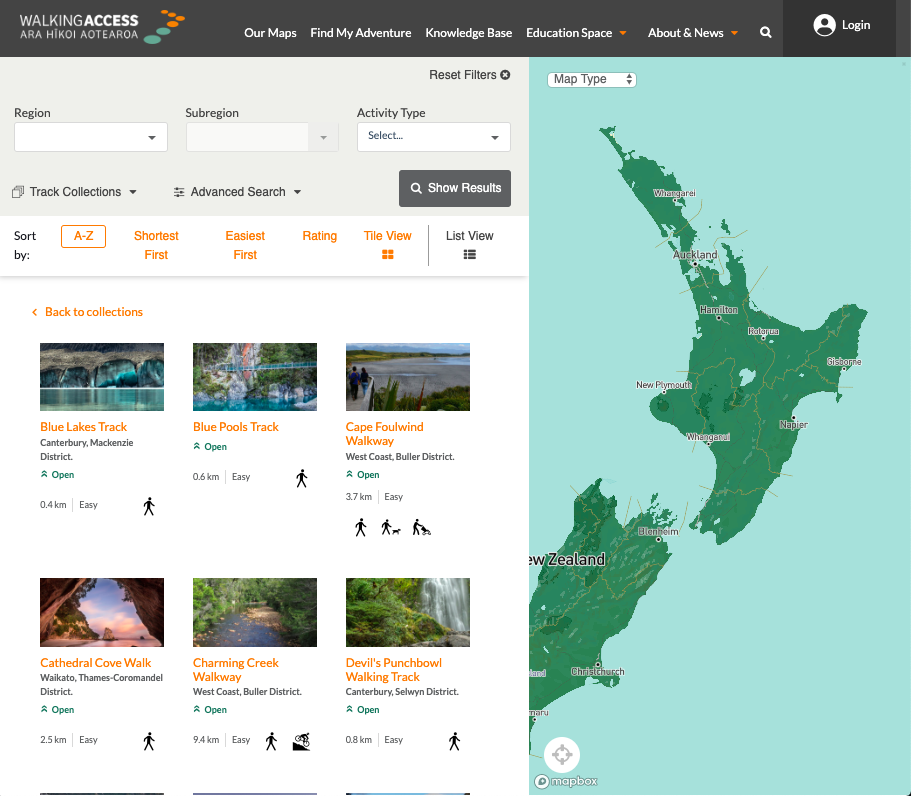 WALKINGACCESS
ARA HĪKOI AOTEAROA
Our Maps
Find My Adventure
Knowledge Base
Education Space
About & News
Login
Reset Filters
Region
Subregion
Activity Type
Select...
Track Collections
Advanced Search
Show Results
Sort by:
A-Z
Shortest First
Easiest First
Rating
Tile View
List View
Back to collections
Blue Lakes Track
Canterbury, Mackenzie
District.
Open
0.4 km
Easy
Blue Pools Track
Open
0.6 km
Easy
Cape Foulwind
Walkway
West Coast, Buller District.
Open
3.7 km
Easy
Cathedral Cove Walk
Waikato, Thames-Coromandel
District.
Open
2.5 km
Easy
Charming Creek
Walkway
West Coast, Buller District.
Open
9.4 km
Easy
Devil's Punchbowl
Walking Track
Canterbury, Selwyn District.
Open
0.8 km
Easy
Map Type
Whangarei
Auckland
Hamilton
Rotorua
Gisborne
New Plymouth
Napier
Whanganui
Blenheim
ew Zealand
Christchurch
land
maru
mapbox